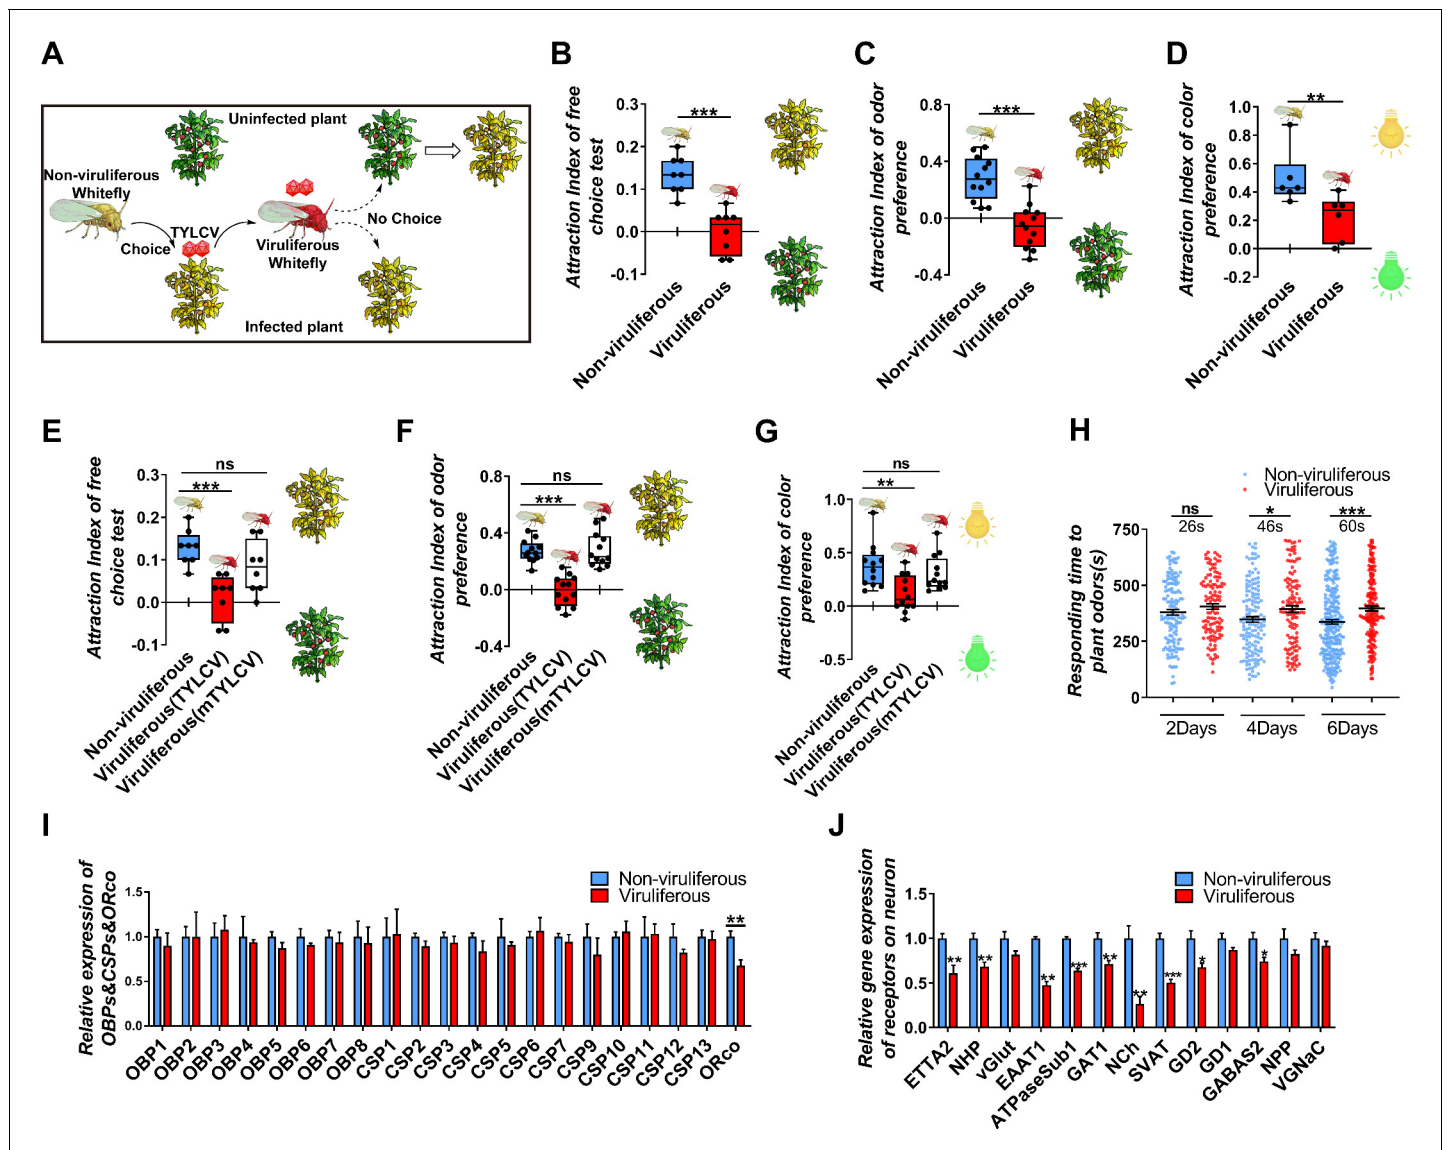 A
Uninfected plant
Non-viruliferous
Whitefly
TYLCV
Choice
No Choice
Viruliferous
Whitefly
Infected plant
B
Attraction Index of free
choice test
0.3
0.2
0.1
0.0
-0.1
***
Non-viruliferous
Viruliferous
C
Attraction Index of odor
preference
0.8
0.4
0.0
-0.4
***
Non-viruliferous
Viruliferous
D
Attraction Index of color
preference
1.0
0.8
0.6
0.4
0.2
0.0
-0.2
**
Non-viruliferous
Viruliferous
E
Attraction Index of free
choice test
0.3
0.2
0.1
0.0
-0.1
ns
***
Non-viruliferous
Viruliferous(TYLCV)
Viruliferous(mTYLCV)
F
Attraction Index of odor
preference
0.8
0.4
0.0
-0.4
ns
***
Non-viruliferous
Viruliferous(TYLCV)
Viruliferous(mTYLCV)
G
Attraction Index of color
preference
1.0
0.5
0.0
-0.5
ns
**
Non-viruliferous
Viruliferous(TYLCV)
Viruliferous(mTYLCV)
H
Non-viruliferous
Viruliferous
Responding time to
plant odors(s)
750
500
250
0
ns
26s
*
46s
***
60s
2Days
4Days
6Days
I
Relative expression of
OBPs&CSPs&ORco
Non-viruliferous
Viruliferous
1.5
1.0
0.5
0.0
**
OBP1
OBP2
OBP3
OBP4
OBP5
OBP6
OBP7
OBP8
CSP1
CSP2
CSP3
CSP4
CSP5
CSP6
CSP7
CSP9
CSP10
CSP11
CSP12
CSP13
ORco
J
Relative gene expression
of receptors on neuron
Non-viruliferous
Viruliferous
1.5
1.0
0.5
0.0
**
**
**
***
**
**
***
*
*
ETTA2
NHP
vGlut
EAAT1
ATPaseSub1
GAT1
NCh
SVAT
GD2
GD1
GABAS2
NPP
VGNaC